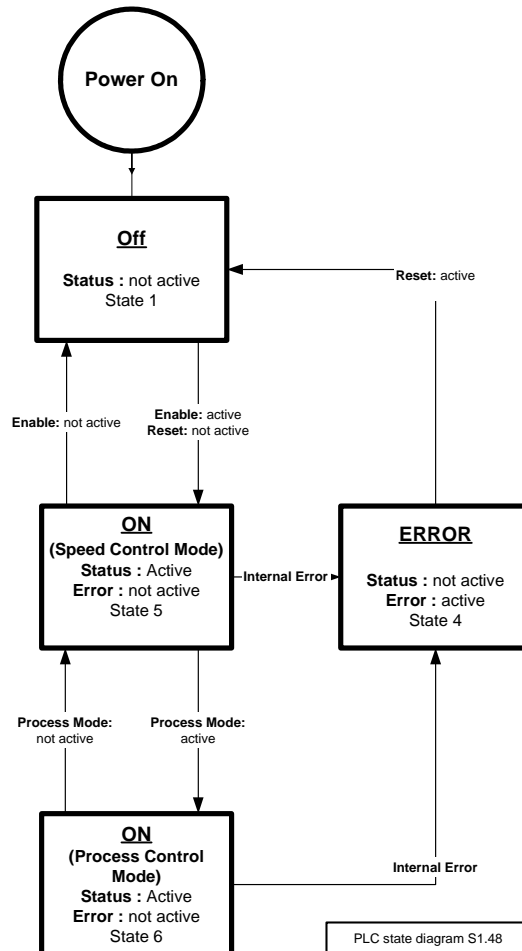 Power On
Off
Status : not active
State 1
Reset: active
Enable: not active
Enable: active
Reset: not active
ON
(Speed Control Mode)
Status : Active
Error : not active
State 5
Internal Error
ERROR
Status : not active
Error : active
State 4
Process Mode:
not active
Process Mode:
active
ON
(Process Control
Mode)
Status : Active
Error : not active
State 6
Internal Error
PLC state diagram S1.48